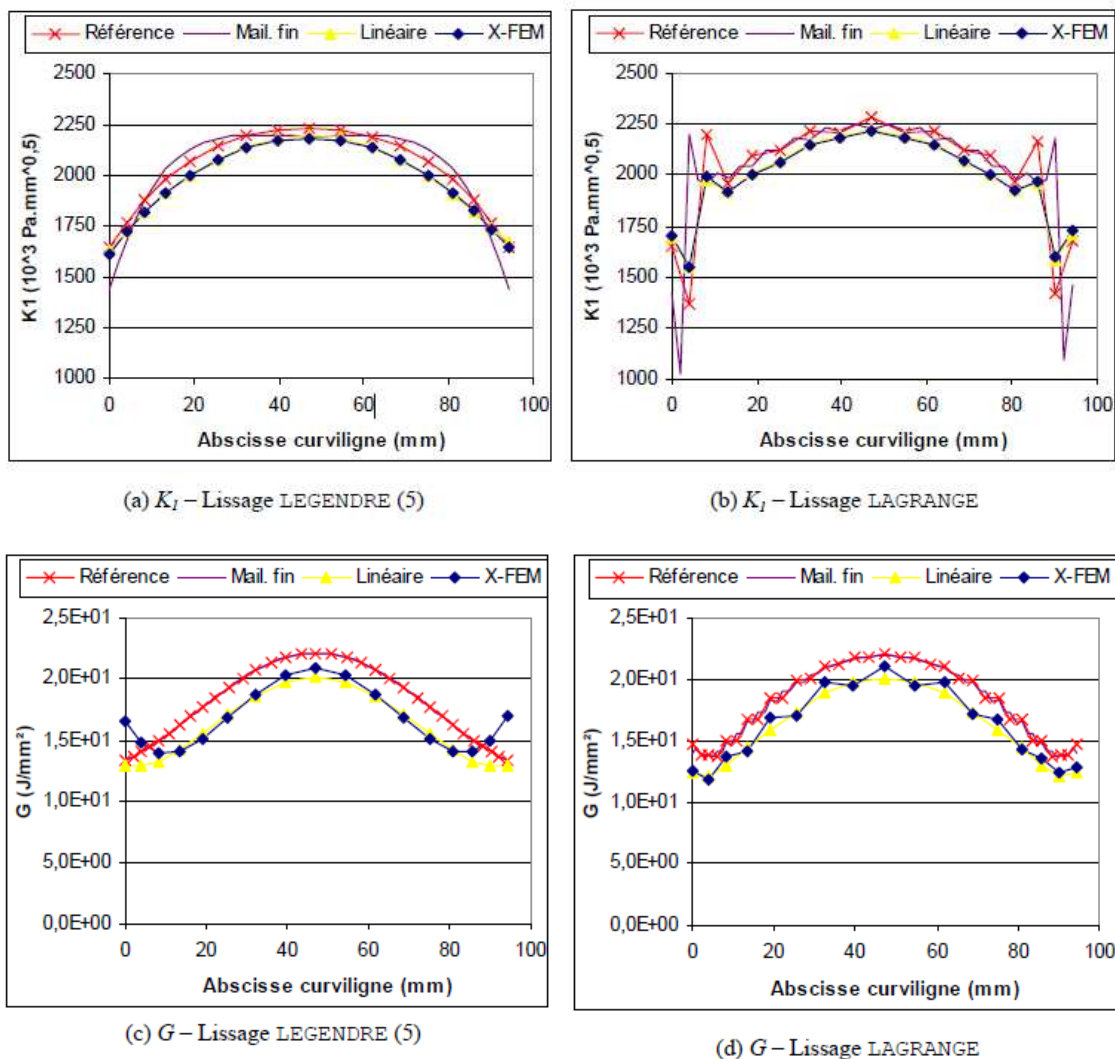 Référence Mail. fin Linéaire X-FEM
K1 (10^3 Pa.mm^0,5)
2500
2250
2000
1750
1500
1250
1000
0 20 40 60 80 100
Abscisse curviligne (mm)
(a) K1 – Lissage LEGENDRE (5)
Référence Mail. fin Linéaire X-FEM
K1 (10^3 Pa.mm^0,5)
2500
2250
2000
1750
1500
1250
1000
0 20 40 60 80 100
Abscisse curviligne (mm)
(b) K1 – Lissage LAGRANGE
Référence Mail. fin Linéaire X-FEM
G (J/mm²)
2,5E+01
2,0E+01
1,5E+01
1,0E+01
5,0E+00
0,0E+00
0 20 40 60 80 100
Abscisse curviligne (mm)
(c) G – Lissage LEGENDRE (5)
Référence Mail. fin Linéaire X-FEM
G (J/mm²)
2,5E+01
2,0E+01
1,5E+01
1,0E+01
5,0E+00
0,0E+00
0 20 40 60 80 100
Abscisse curviligne (mm)
(d) G – Lissage LAGRANGE